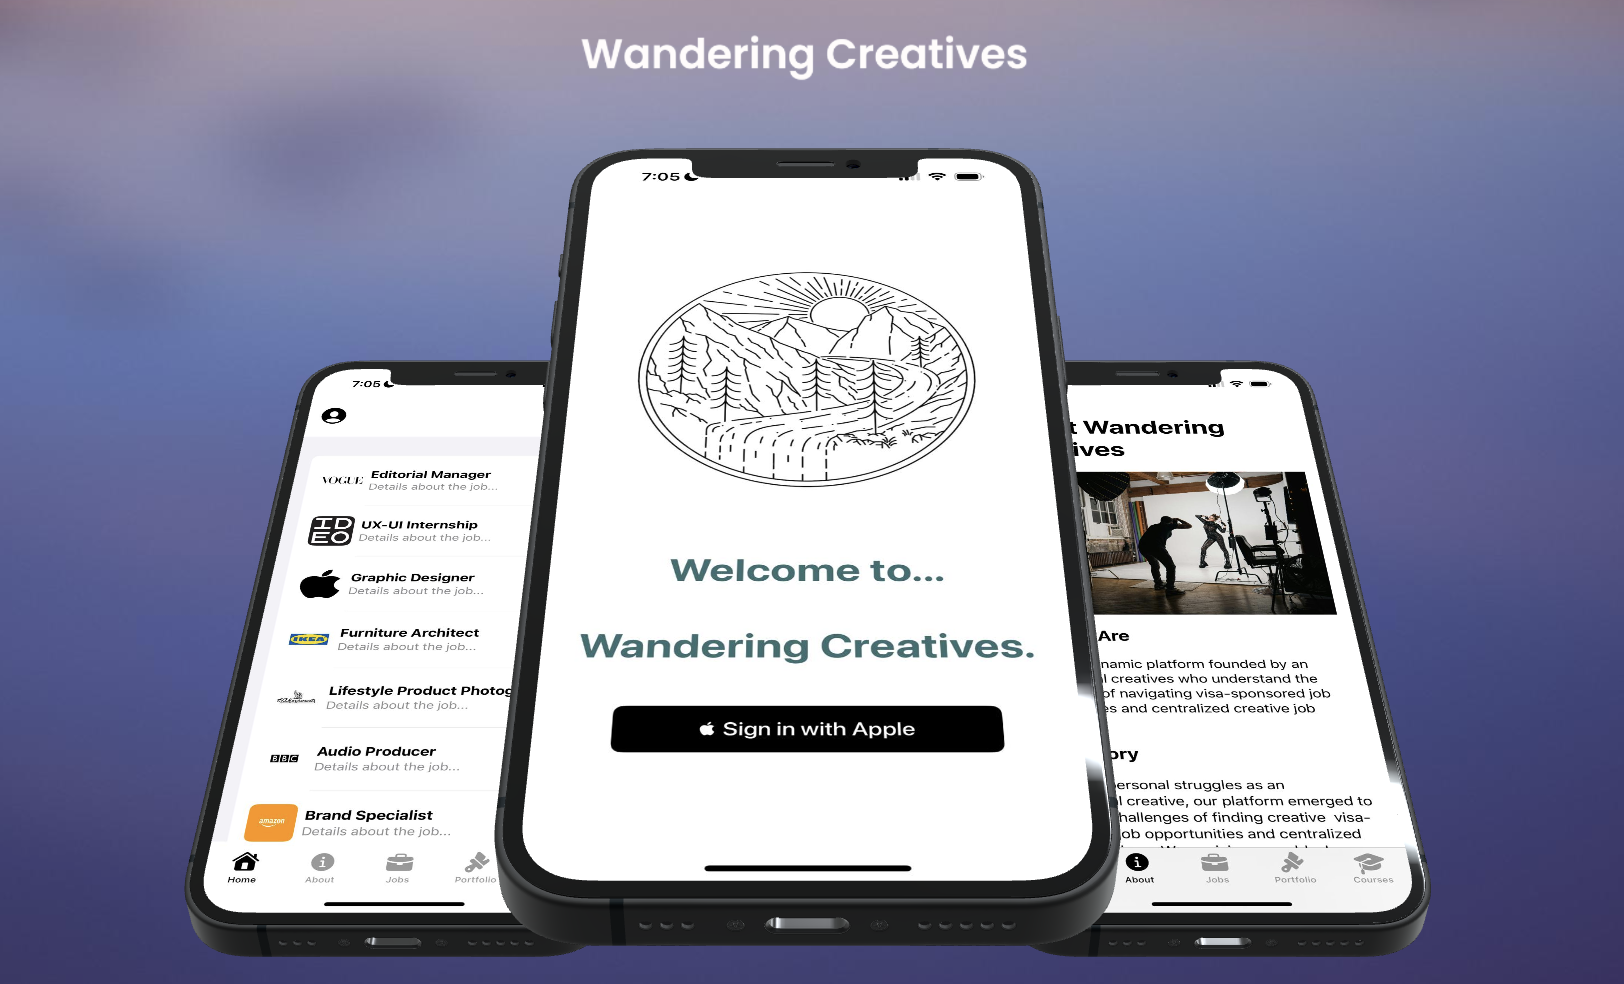 Wandering Creatives
7:05
Welcome to...
Wandering Creatives.
Sign in with Apple
7:05
VOGUE
Editorial Manager
Details about the job...
IDEO
UX-UI Internship
Details about the job...
Graphic Designer
Details about the job...
IKEA
Furniture Architect
Details about the job...
Lifestyle Product Photog
Details about the job...
BBC
Audio Producer
Details about the job...
amazon
Brand Specialist
Details about the job...
Home
About
Jobs
Portfolio
t Wandering
ives
Are
namic platform founded by an
l creatives who understand the
of navigating visa-sponsored job
es and centralized creative job
ory
personal struggles as an
l creative, our platform emerged to
hallenges of finding creative visa-
ob opportunities and centralized
About
Jobs
Portfolio
Courses